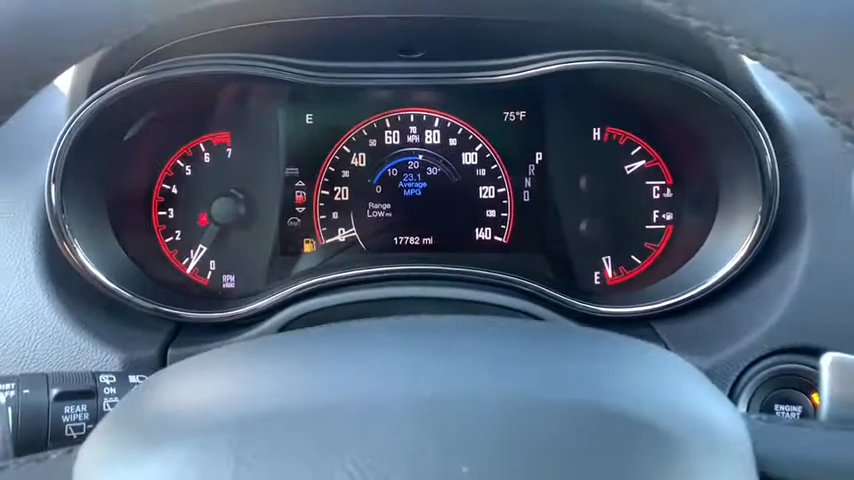 E
75°F
0
1
2
3
4
5
6
7
RPM
20
30
40
50
60
70
MPH
80
90
100
110
120
130
140
0
10
20
30+
23.1
Average
MPG
Range
LOW mi
17782 mi
P
R
N
D
H
C
F
E
REAR
WIPER
ON
ENGINE
START